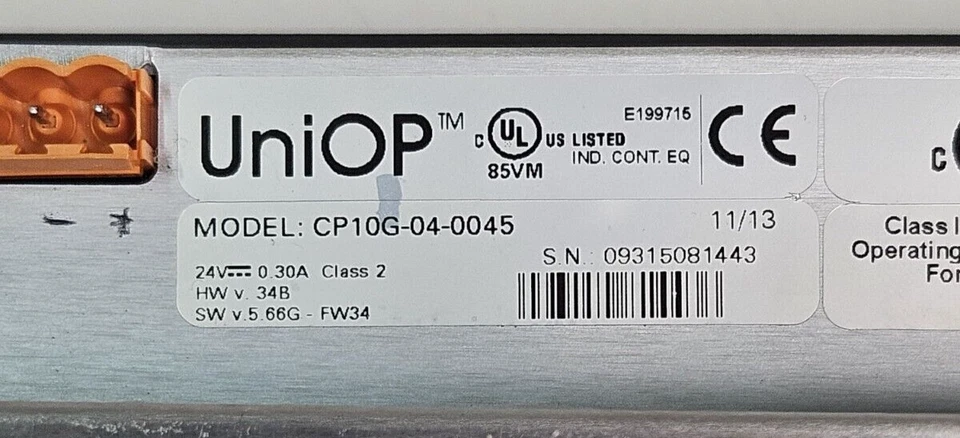 UniOP™
C UL US LISTED
IND. CONT. EQ
85VM
E199715
CE
MODEL: CP10G-04-0045
11/13
S.N.: 09315081443
24V 0.30A Class 2
HW v. 34B
SW v.5.66G - FW34
- +
C
Class I
Operating
For